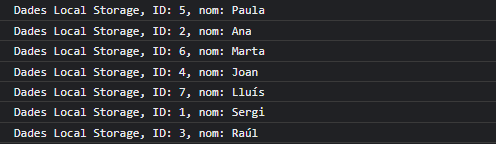 Dades Local Storage, ID: 5, nom: Paula
Dades Local Storage, ID: 2, nom: Ana
Dades Local Storage, ID: 6, nom: Marta
Dades Local Storage, ID: 4, nom: Joan
Dades Local Storage, ID: 7, nom: Lluís
Dades Local Storage, ID: 1, nom: Sergi
Dades Local Storage, ID: 3, nom: Raúl